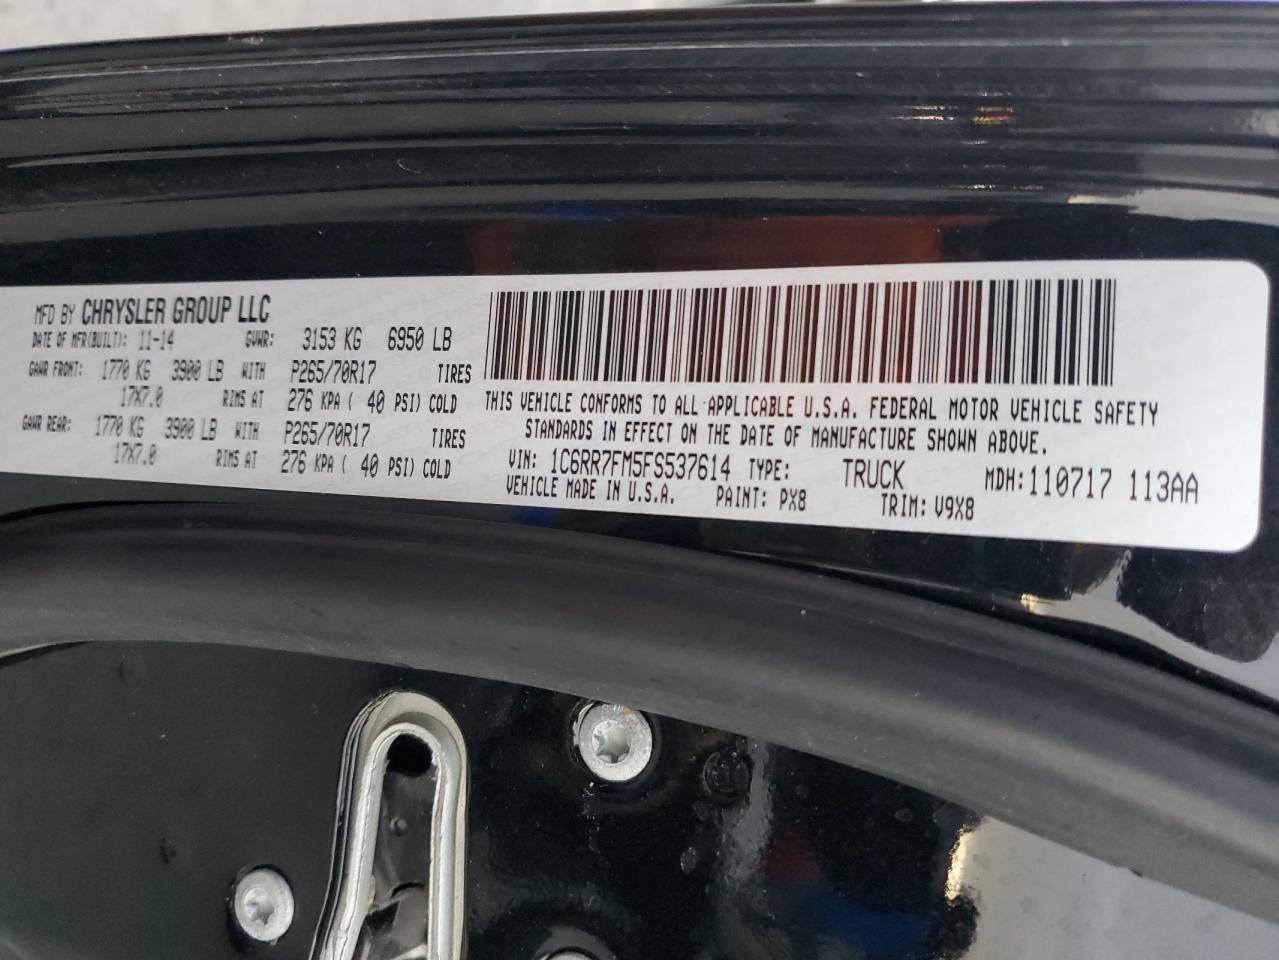 MFD BY CHRYSLER GROUP LLC
DATE OF MFR(BUILT): 11-14 GVWR: 3153 KG 6950 LB
GAWR FRONT: 1770 KG 3900 LB WITH P265/70R17 TIRES
17X7.0 RIMS AT 276 KPA ( 40 PSI) COLD
GAWR REAR: 1770 KG 3900 LB WITH P265/70R17 TIRES
17X7.0 RIMS AT 276 KPA ( 40 PSI) COLD
THIS VEHICLE CONFORMS TO ALL APPLICABLE U.S.A. FEDERAL MOTOR VEHICLE SAFETY
STANDARDS IN EFFECT ON THE DATE OF MANUFACTURE SHOWN ABOVE.
VIN: 1C6RR7FM5FS537614 TYPE: TRUCK MDH:110717 113AA
VEHICLE MADE IN U.S.A. PAINT: PX8 TRIM: V9X8